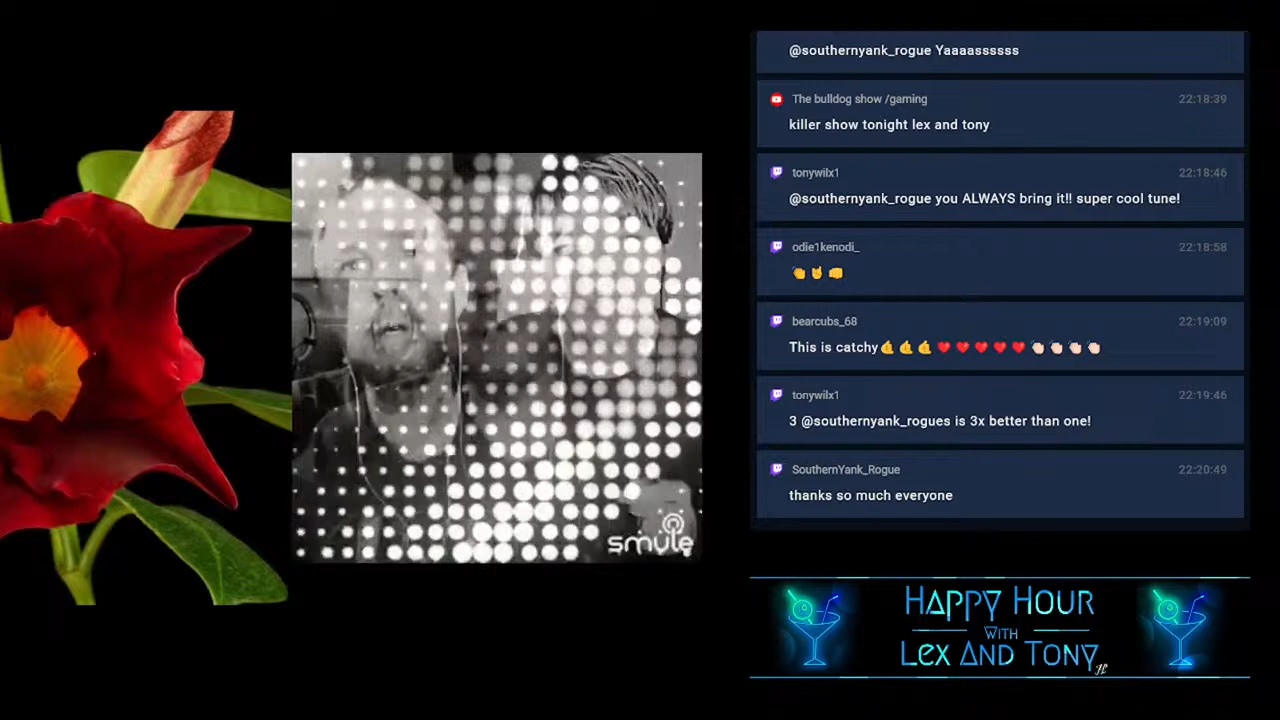 @southernyank_rogue Yaaaassssss
The bulldog show /gaming 22:18:39
killer show tonight lex and tony
tonywilx1 22:18:46
@southernyank_rogue you ALWAYS bring it!! super cool tune!
odie1kenodi_ 22:18:58
👏🤘👊
bearcubs_68 22:19:09
This is catchy🤙🤙🤙❤️❤️❤️❤️❤️👏🏻👏🏻👏🏻👏🏻
tonywilx1 22:19:46
3 @southernyank_rogues is 3x better than one!
SouthernYank_Rogue 22:20:49
thanks so much everyone
smule
Happy Hour
with
Lex And Tony